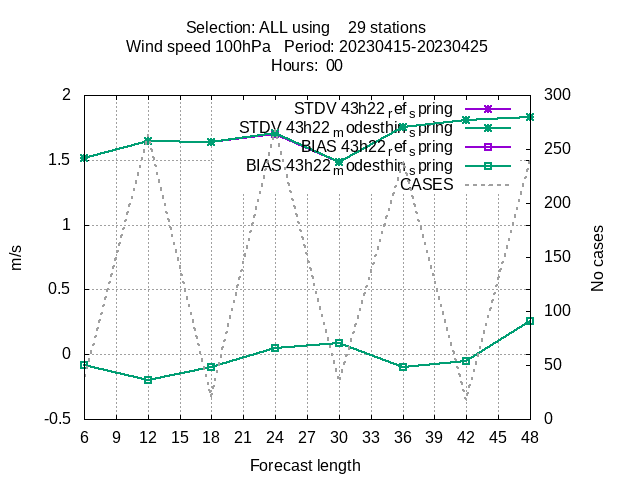 Selection: ALL using    29 stations
Wind speed 100hPa   Period: 20230415-20230425
Hours:  00
2
1.5
1
0.5
0
-0.5
m/s
300
250
200
150
100
50
0
No cases
STDV 43h22_ref_spring
STDV 43h22_modesthin_spring
BIAS 43h22_ref_spring
BIAS 43h22_modesthin_spring
CASES
6 9 12 15 18 21 24 27 30 33 36 39 42 45 48
Forecast length